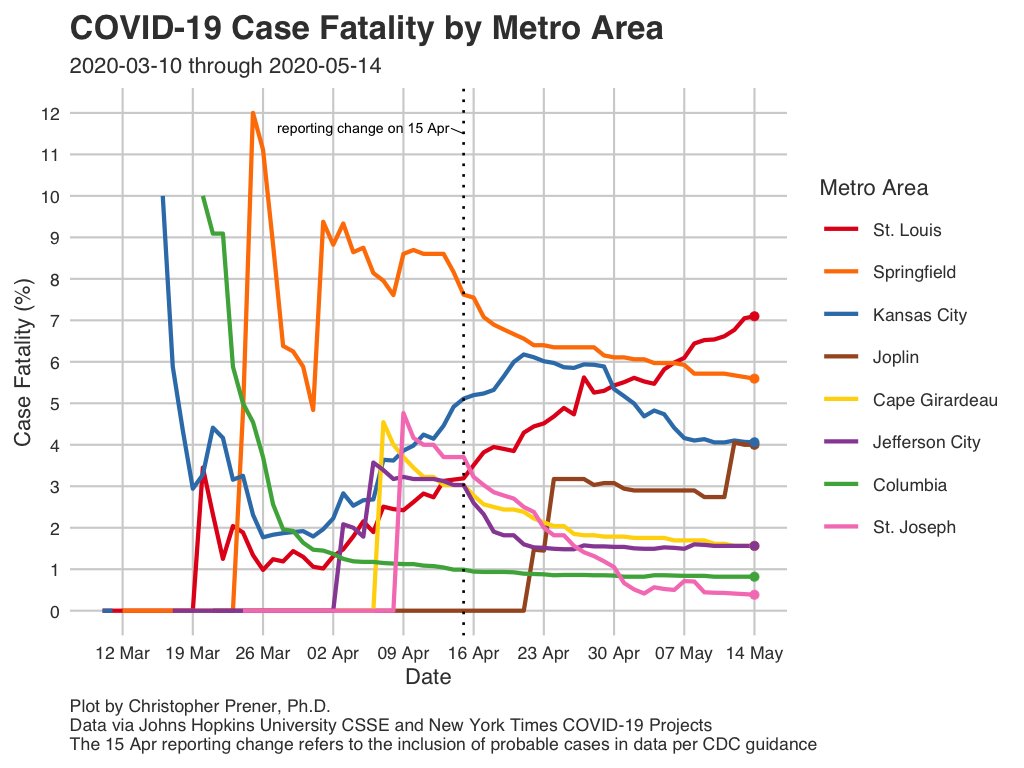 COVID-19 Case Fatality by Metro Area
2020-03-10 through 2020-05-14
reporting change on 15 Apr
Case Fatality (%)
12
11
10
9
8
7
6
5
4
3
2
1
0
12 Mar 19 Mar 26 Mar 02 Apr 09 Apr 16 Apr 23 Apr 30 Apr 07 May 14 May
Date
Metro Area
St. Louis
Springfield
Kansas City
Joplin
Cape Girardeau
Jefferson City
Columbia
St. Joseph
Plot by Christopher Prener, Ph.D.
Data via Johns Hopkins University CSSE and New York Times COVID-19 Projects
The 15 Apr reporting change refers to the inclusion of probable cases in data per CDC guidance